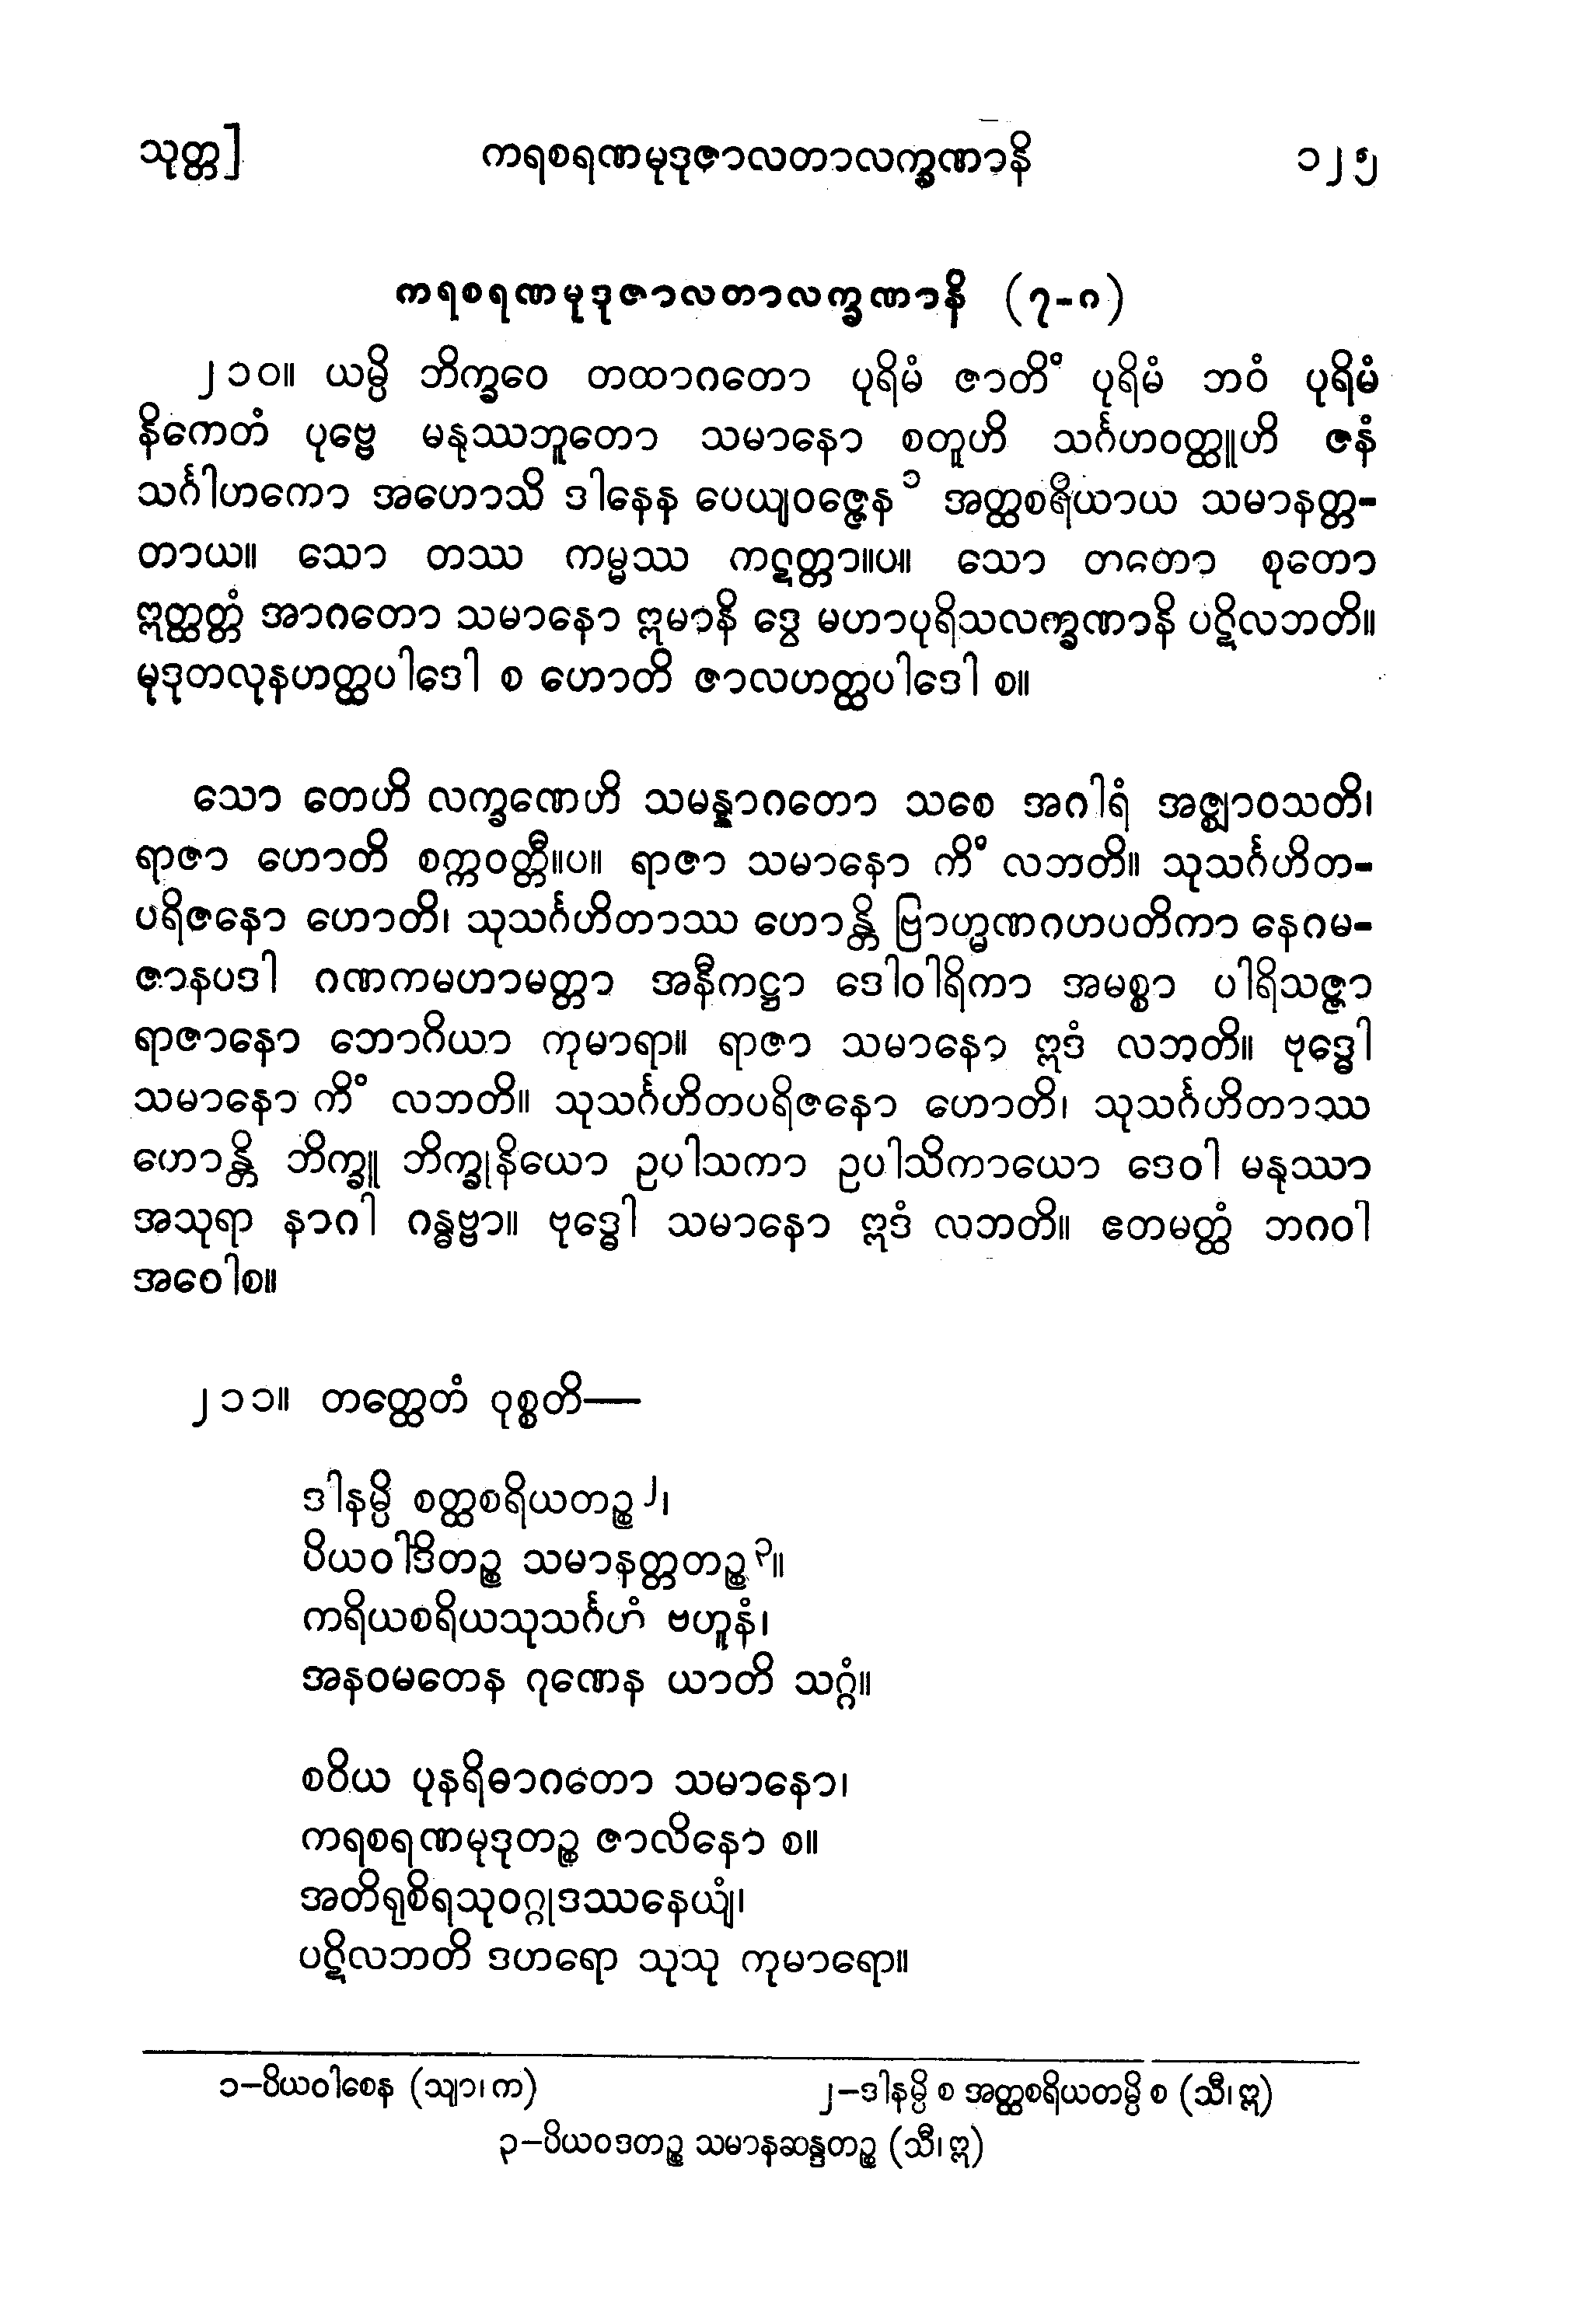 သုတ္တ] ကရစရဏမုဒုဇာလတာလက္ခဏာနိ ၁၂၅
ကရစရဏမုဒုဇာလတာလက္ခဏာနိ (၇-၈)
၂၁၀။ ယမ္ပိ ဘိက္ခဝေ တထာဂတော ပုရိမံ ဇာတိံ ပုရိမံ ဘဝံ ပုရိမံ
နိကေတံ ပုဗ္ဗေ မနုဿဘူတော သမာနော စတူဟိ သင်္ဂဟဝတ္ထူဟိ ဇနံ
သင်္ဂါဟကော အဟောသိ ဒါနေန ပေယျဝဇ္ဇေန ၁ အတ္ထစရိယာယ သမာနတ္တ-
တာယ။ သော တဿ ကမ္မဿ ကဋတ္တာ။ပ။ သော တတော စုတော
ဣတ္ထတ္တံ အာဂတော သမာနော ဣမာနိ ဒွေ မဟာပုရိသလက္ခဏာနိ ပဋိလဘတိ။
မုဒုတလုနဟတ္ထပါဒေါ စ ဟောတိ ဇာလဟတ္ထပါဒေါ စ။
သော တေဟိ လက္ခဏေဟိ သမန္နာဂတော သစေ အဂါရံ အဇ္ဈာဝသတိ၊
ရာဇာ ဟောတိ စက္ကဝတ္တီ။ပ။ ရာဇာ သမာနော ကိံ လဘတိ။ သုသင်္ဂဟိတ-
ပရိဇနော ဟောတိ၊ သုသင်္ဂဟိတာဿ ဟောန္တိ ဗြာဟ္မဏဂဟပတိကာ နေဂမ-
ဇာနပဒါ ဂဏကမဟာမတ္တာ အနီကဋ္ဌာ ဒေါဝါရိကာ အမစ္စာ ပါရိသဇ္ဇာ
ရာဇာနော ဘောဂိယာ ကုမာရာ။ ရာဇာ သမာနော ဣဒံ လဘတိ။ ဗုဒ္ဓေါ
သမာနော ကိံ လဘတိ။ သုသင်္ဂဟိတပရိဇနော ဟောတိ၊ သုသင်္ဂဟိတာဿ
ဟောန္တိ ဘိက္ခူ ဘိက္ခုနိယော ဥပါသကာ ဥပါသိကာယော ဒေဝါ မနုဿာ
အသုရာ နာဂါ ဂန္ဓဗ္ဗာ။ ဗုဒ္ဓေါ သမာနော ဣဒံ လဘတိ။ ဧတမတ္ထံ ဘဂဝါ
အဝေါစ။
၂၁၁။ တတ္ထေတံ ဝုစ္စတိ—
ဒါနမ္ပိ စတ္ထစရိယတဉ္စ ၂၊
ပိယဝါဒိတဉ္စ သမာနတ္တတဉ္စ ၃။
ကရိယစရိယသုသင်္ဂဟံ ဗဟူနံ၊
အနဝမတေန ဂုဏေန ယာတိ သဂ္ဂံ။
စဝိယ ပုနရိဓာဂတော သမာနော၊
ကရစရဏမုဒုတဉ္စ ဇာလိနော စ။
အတိရုစိရသုဝဂ္ဂုဒဿနေယျံ၊
ပဋိလဘတိ ဒဟရော သုသု ကုမာရော။
၁-ပိယဝါစေန (သျာ၊က) ၂-ဒါနမ္ပိ စ အတ္ထစရိယတမ္ပိ စ (သီ၊ဣ)
၃-ပိယဝဒတဉ္စ သမာနဆန္ဒတဉ္စ (သီ၊ဣ)